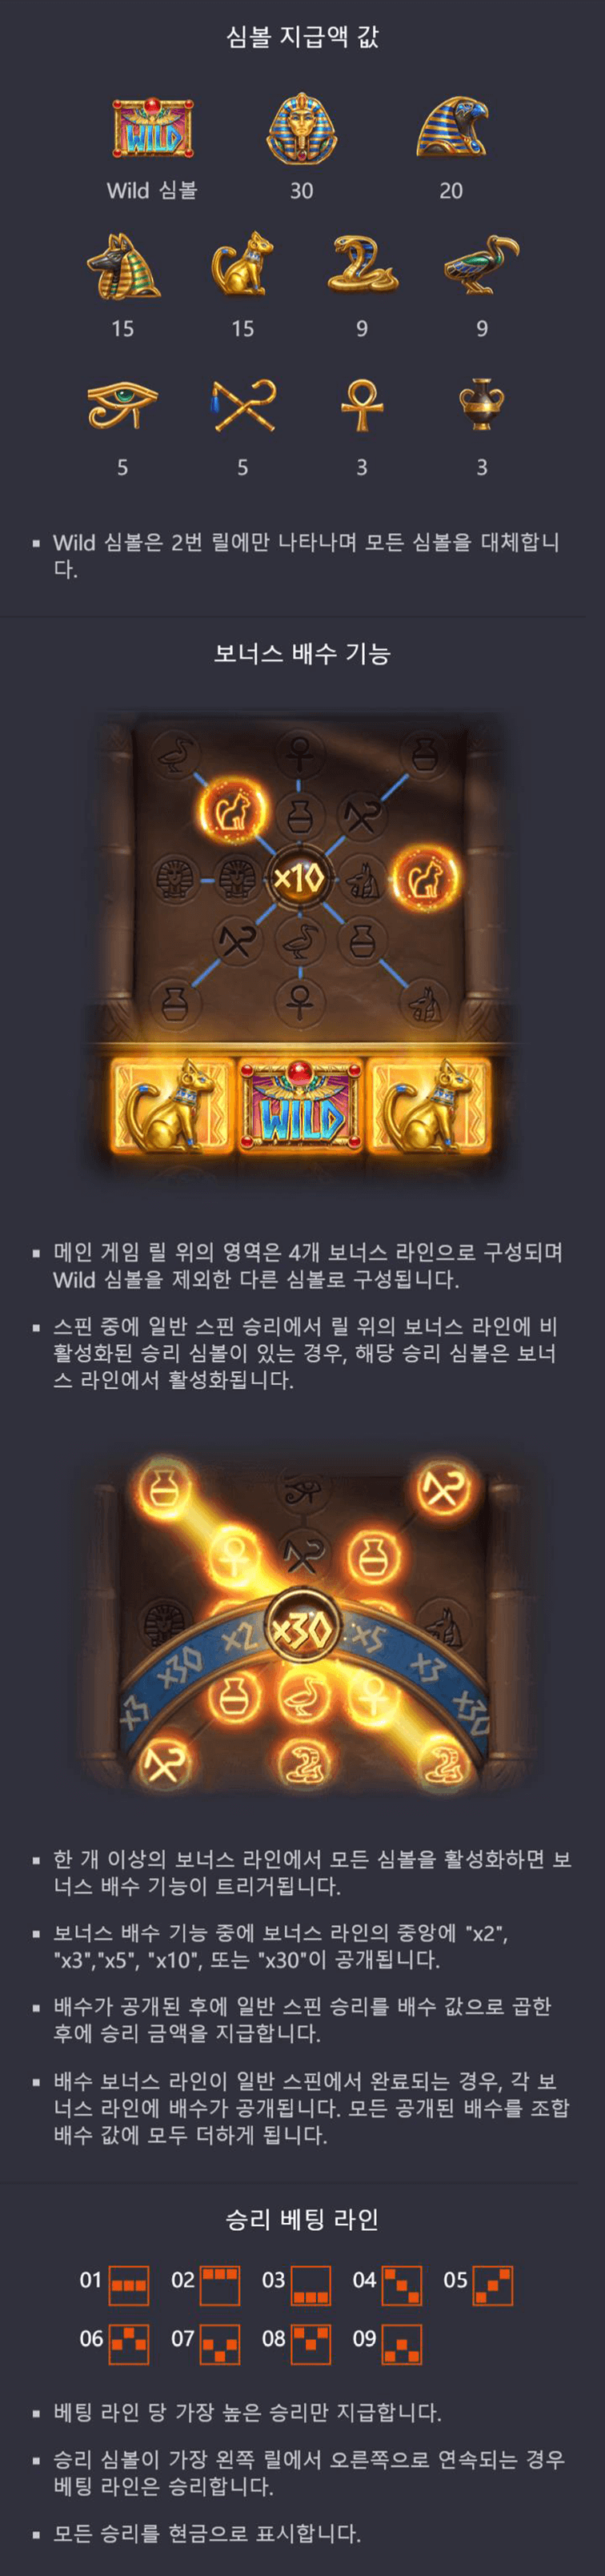 심볼 지급액 값
WILD
Wild 심볼
30
20
15
15
9
9
5
5
3
3
▪ Wild 심볼은 2번 릴에만 나타나며 모든 심볼을 대체합니
다.
보너스 배수 기능
x10
WILD
▪ 메인 게임 릴 위의 영역은 4개 보너스 라인으로 구성되며
Wild 심볼을 제외한 다른 심볼로 구성됩니다.
▪ 스핀 중에 일반 스핀 승리에서 릴 위의 보너스 라인에 비
활성화된 승리 심볼이 있는 경우, 해당 승리 심볼은 보너
스 라인에서 활성화됩니다.
x3 x30 x2 x30 x5 x3 x30
▪ 한 개 이상의 보너스 라인에서 모든 심볼을 활성화하면 보
너스 배수 기능이 트리거됩니다.
▪ 보너스 배수 기능 중에 보너스 라인의 중앙에 "x2",
"x3","x5", "x10", 또는 "x30"이 공개됩니다.
▪ 배수가 공개된 후에 일반 스핀 승리를 배수 값으로 곱한
후에 승리 금액을 지급합니다.
▪ 배수 보너스 라인이 일반 스핀에서 완료되는 경우, 각 보
너스 라인에 배수가 공개됩니다. 모든 공개된 배수를 조합
배수 값에 모두 더하게 됩니다.
승리 베팅 라인
01 02 03 04 05
06 07 08 09
▪ 베팅 라인 당 가장 높은 승리만 지급합니다.
▪ 승리 심볼이 가장 왼쪽 릴에서 오른쪽으로 연속되는 경우
베팅 라인은 승리합니다.
▪ 모든 승리를 현금으로 표시합니다.